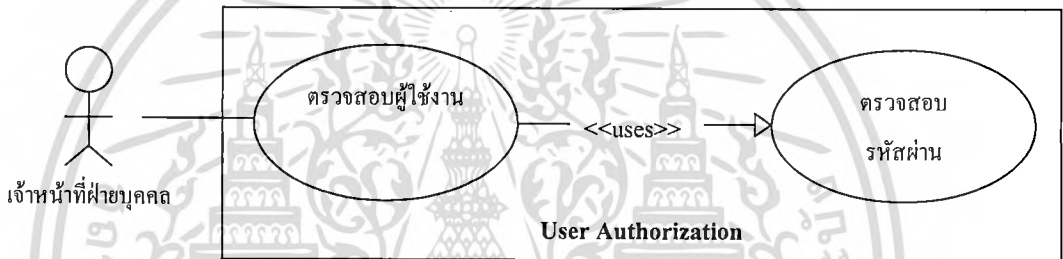 ตรวจสอบผู้ใช้งาน
<<uses>>
ตรวจสอบ
รหัสผ่าน
เจ้าหน้าที่ฝ่ายบุคคล
User Authorization